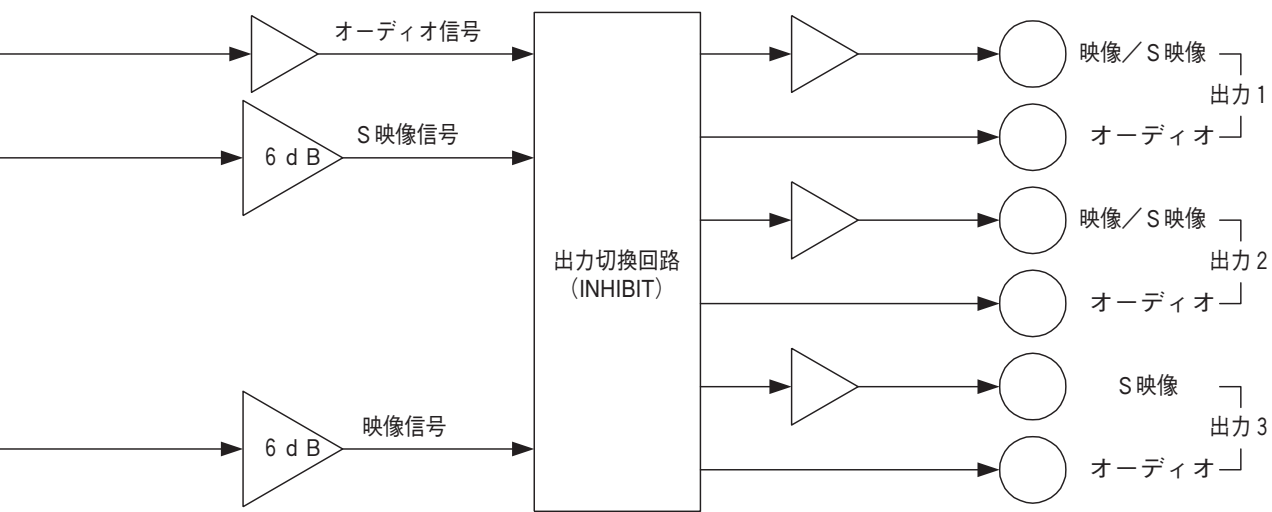 オーディオ信号
S映像信号
6 d B
映像信号
6 d B
出力切換回路
（INHIBIT）
映像／S映像
出力1
オーディオ
映像／S映像
出力2
オーディオ
S映像
出力3
オーディオ